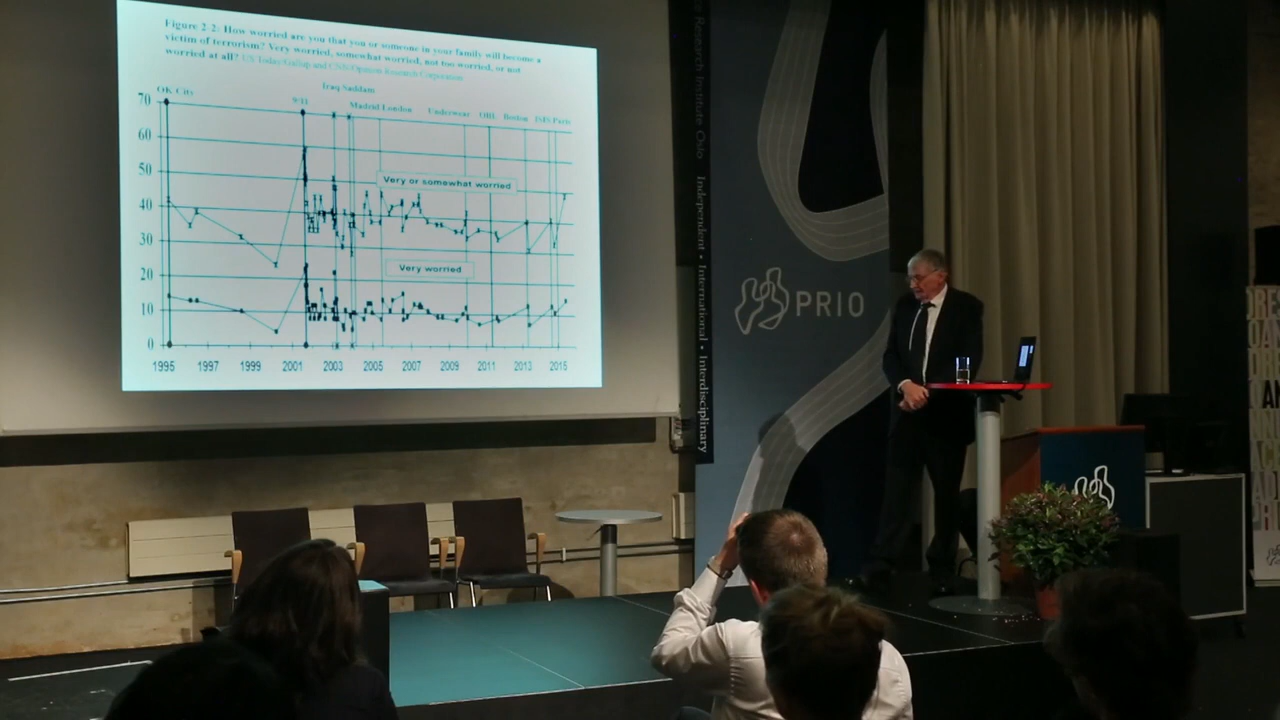 Figure 2-2: How worried are you that you or someone in your family will become a
victim of terrorism? Very worried, somewhat worried, not too worried, or not
worried at all? US Today/Gallup and CNN/Opinion Research Corporation
Iraq Saddam
OK City
9/11
Madrid London
Underwear
OBL
Boston
ISIS Paris
70
60
50
40
30
20
10
0
Very or somewhat worried
Very worried
1995
1997
1999
2001
2003
2005
2007
2009
2011
2013
2015
Research Institute Oslo
Independent • International • Interdisciplinary
PRIO